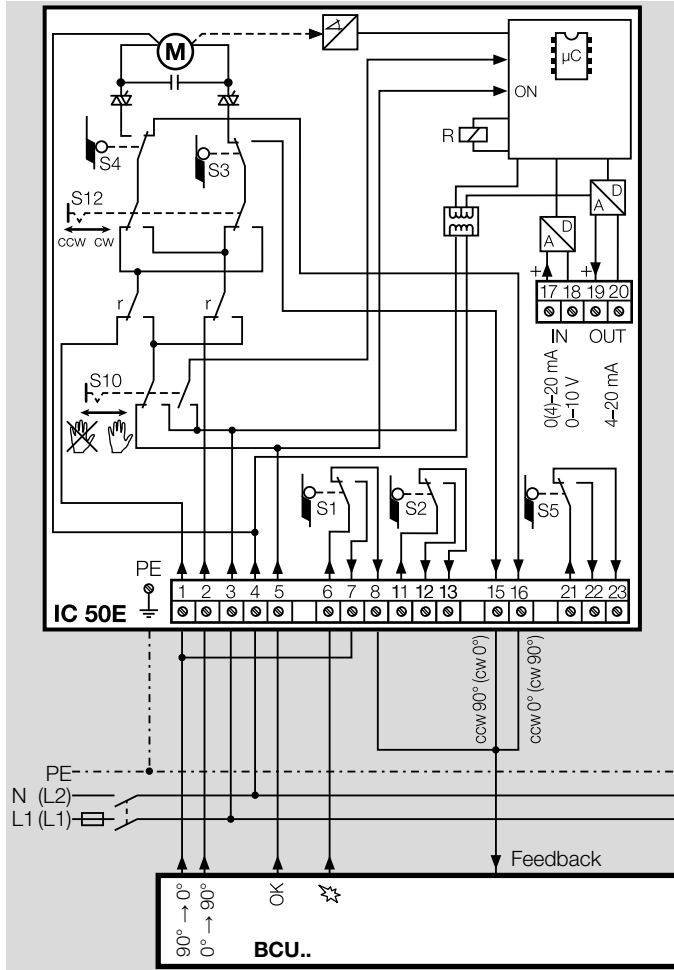 M
µC
ON
R
S4
S3
S12
ccw cw
D
A
D
A
+
+
17 18 19 20
IN OUT
0(4)–20 mA
0–10 V
4–20 mA
r
r
S10
S1
S2
S5
PE
1 2 3 4 5 6 7 8 11 12 13 15 16 21 22 23
IC 50E
ccw 90° (cw 0°)
ccw 0° (cw 90°)
PE
N (L2)
L1 (L1)
Feedback
90° → 0°
0° → 90°
OK
BCU..